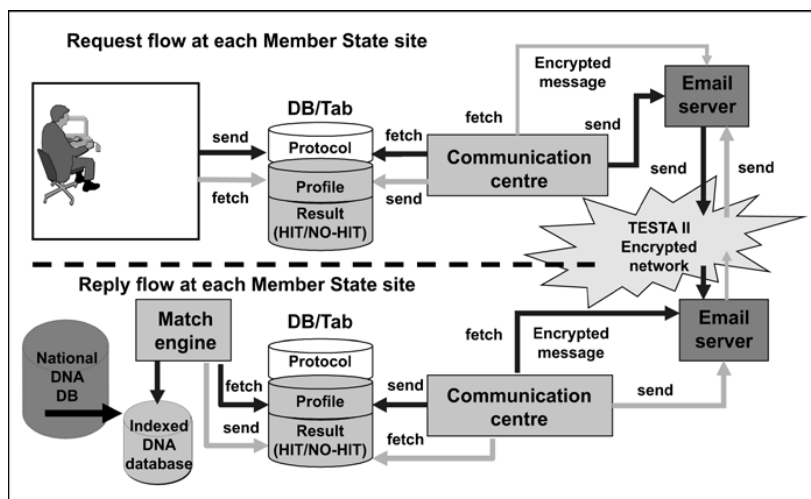 Request flow at each Member State site
DB/Tab
Protocol
Profile
Result
(HIT/NO-HIT)
send
fetch
fetch
send
Communication
centre
fetch
Encrypted
message
send
Email
server
send
send
TESTA II
Encrypted
network
Reply flow at each Member State site
National
DNA
DB
Match
engine
Indexed
DNA
database
fetch
send
DB/Tab
Protocol
Profile
Result
(HIT/NO-HIT)
send
fetch
Communication
centre
fetch
Encrypted
message
send
Email
server